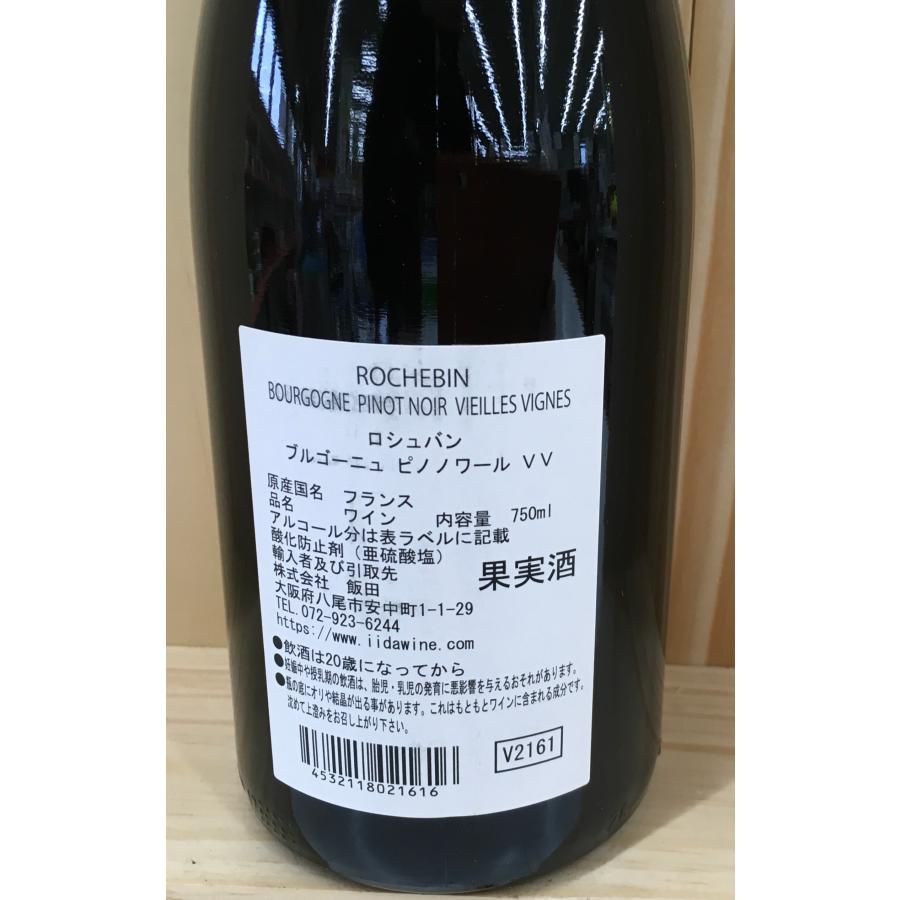 ROCHEBIN
BOURGOGNE PINOT NOIR VIEILLES VIGNES
ロシュバン
ブルゴーニュ ピノノワール VV
原産国名 フランス
品名 ワイン 内容量 750ml
アルコール分は表ラベルに記載
酸化防止剤（亜硫酸塩）
輸入者及び引取先
株式会社 飯田
大阪府八尾市安中町1-1-29
TEL.072-923-6244
https://www.iidawine.com
果実酒
●飲酒は20歳になってから
●妊娠中や授乳期の飲酒は、胎児・乳児の発育に悪影響を与えるおそれがあります。
●瓶の底にオリや結晶が出る事があります。これはもともとワインに含まれる成分です。
沈めて上澄みをお召し上がり下さい。
4532118021616
V2161